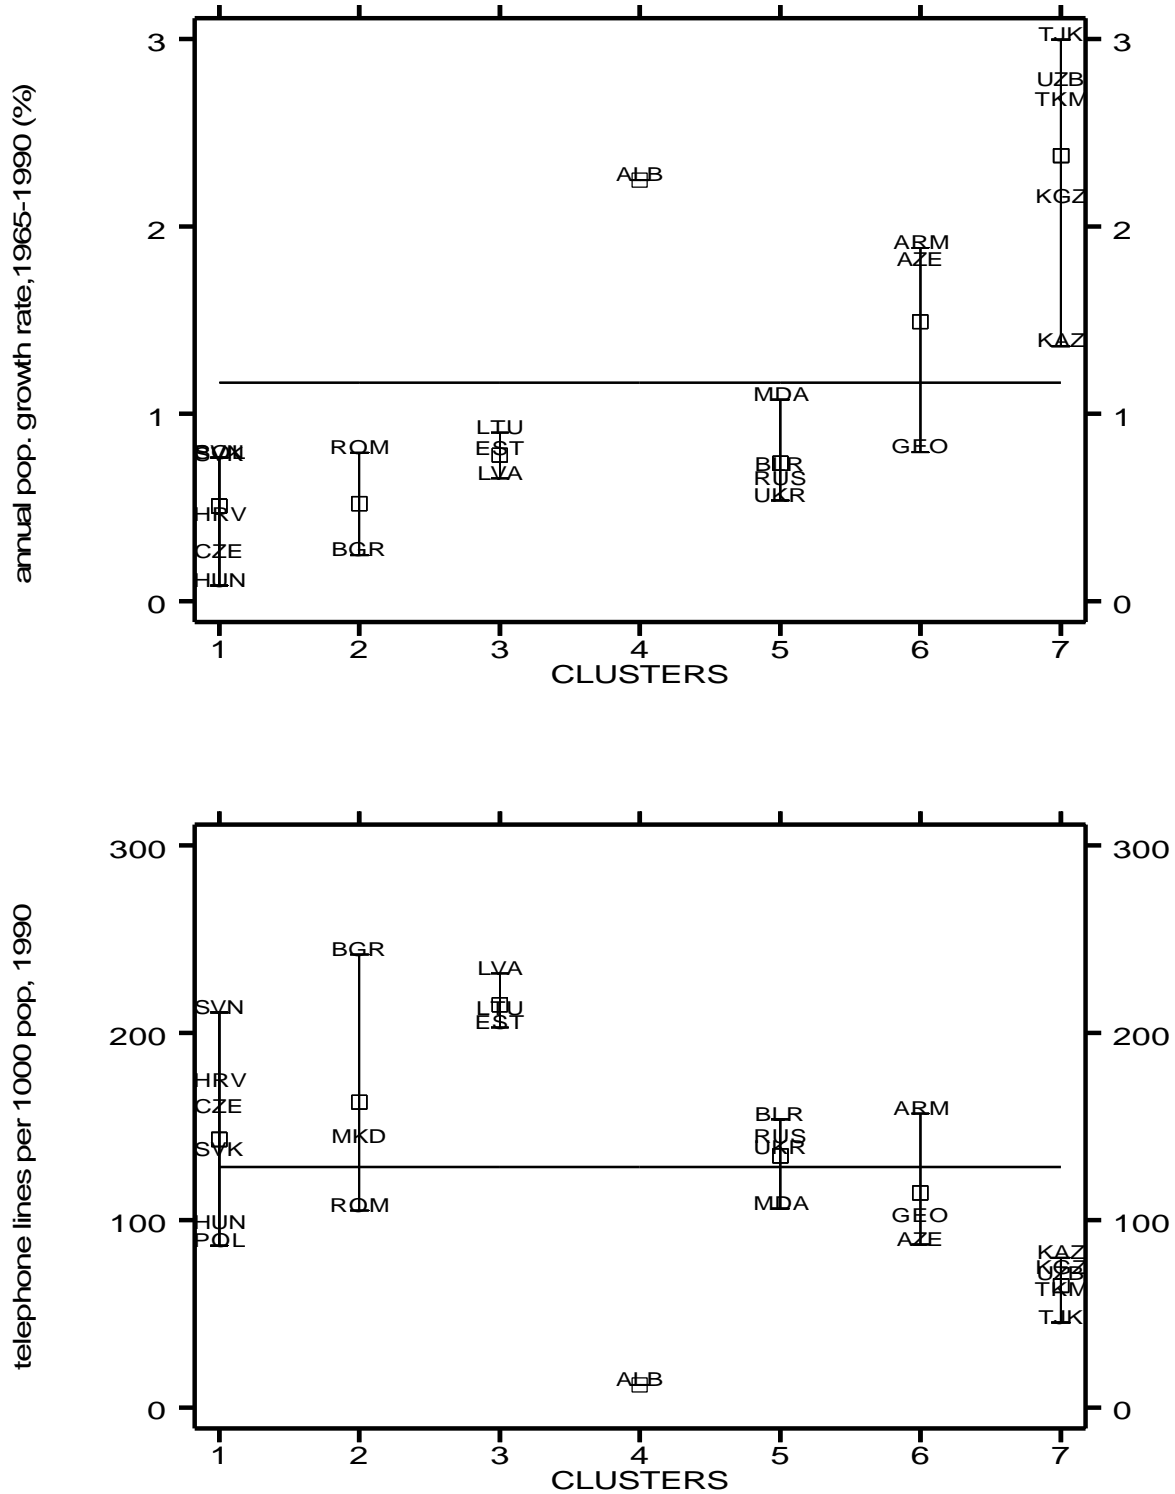 annual pop. growth rate,1965-1990 (%)
3
2
1
0
3
2
1
0
HRV
CZE
HUN
ROM
BGR
LTU
EST
LVA
ALB
MDA
BLR
RUS
UKR
ARM
AZE
GEO
TJK
UZB
TKM
KGZ
KAZ
1 2 3 4 5 6 7
CLUSTERS
telephone lines per 1000 pop, 1990
300
200
100
0
300
200
100
0
SVN
HRV
CZE
SVK
HUN
POL
BGR
MKD
ROM
LVA
LTU
EST
ALB
BLR
RUS
UKR
MDA
ARM
GEO
AZE
KAZ
KGZ
UZB
TKM
TJK
1 2 3 4 5 6 7
CLUSTERS